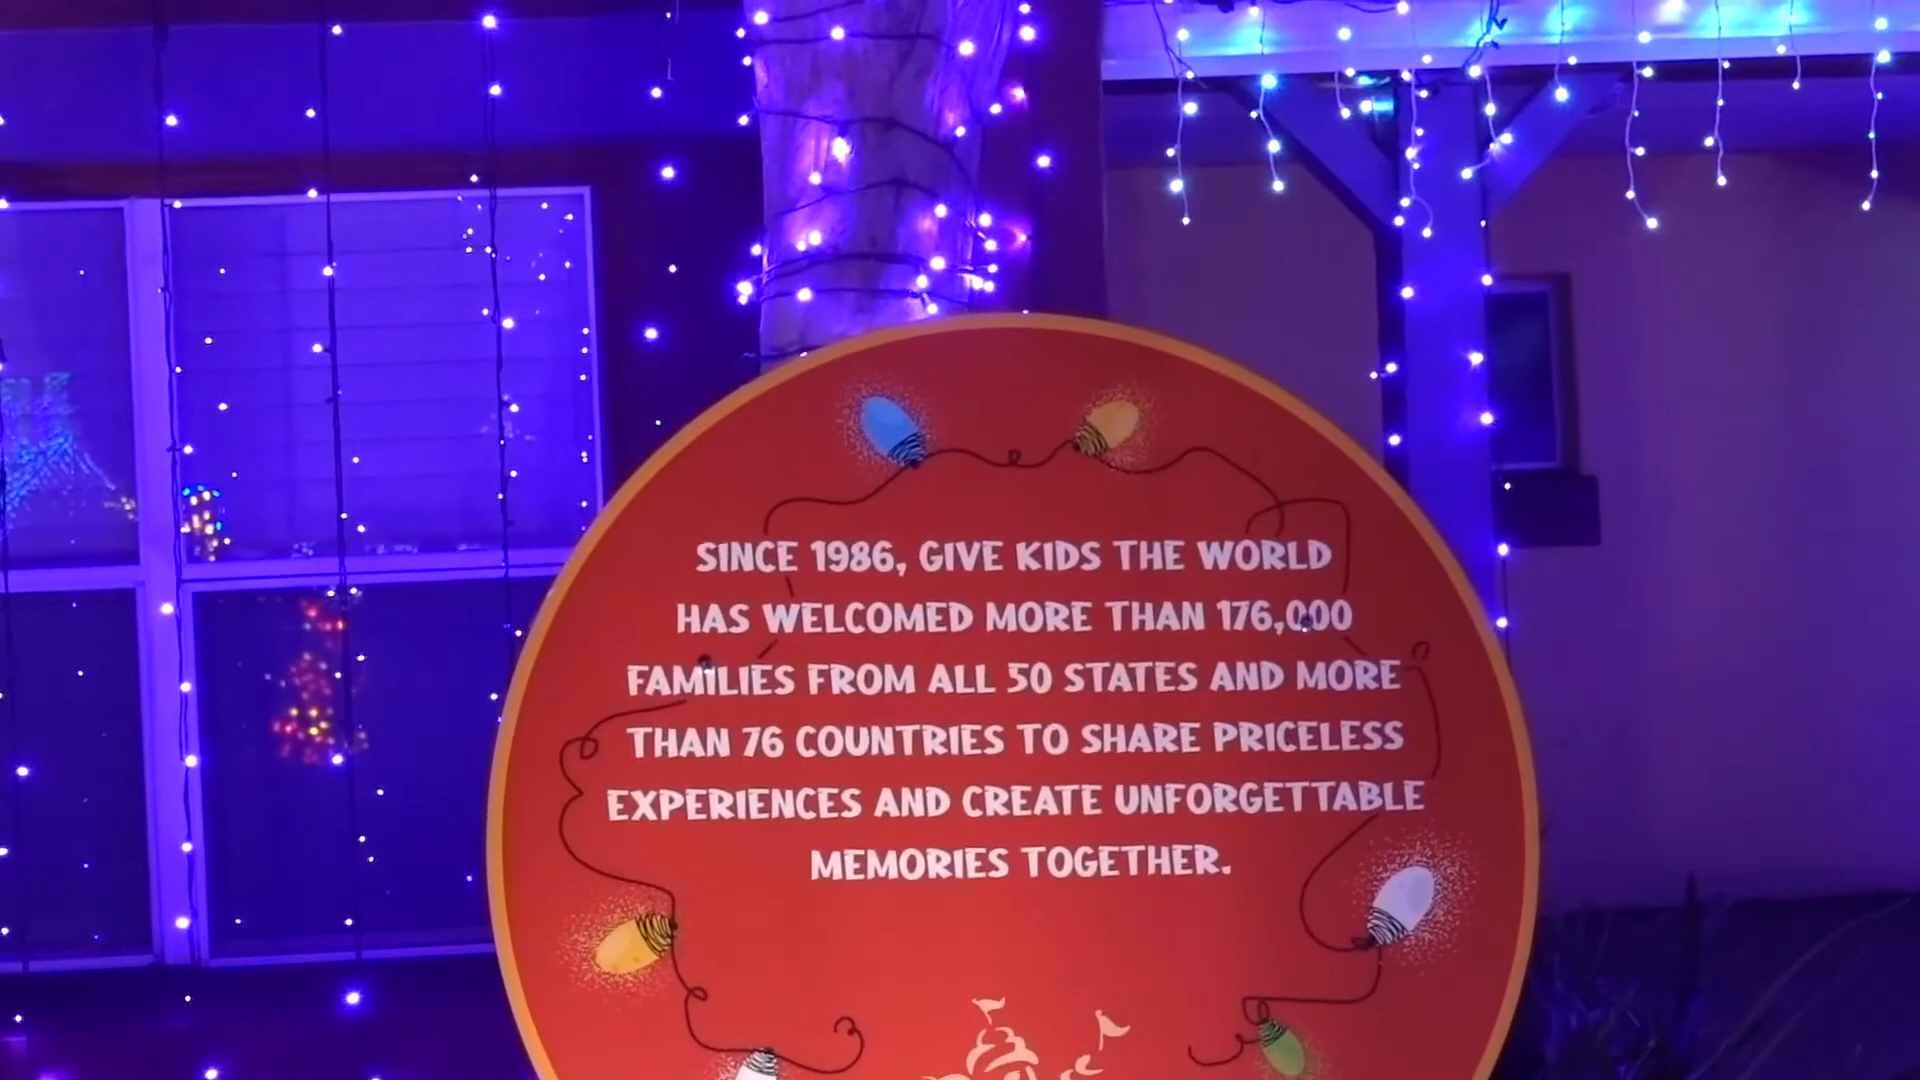 SINCE 1986, GIVE KIDS THE WORLD
HAS WELCOMED MORE THAN 176,000
FAMILIES FROM ALL 50 STATES AND MORE
THAN 76 COUNTRIES TO SHARE PRICELESS
EXPERIENCES AND CREATE UNFORGETTABLE
MEMORIES TOGETHER.